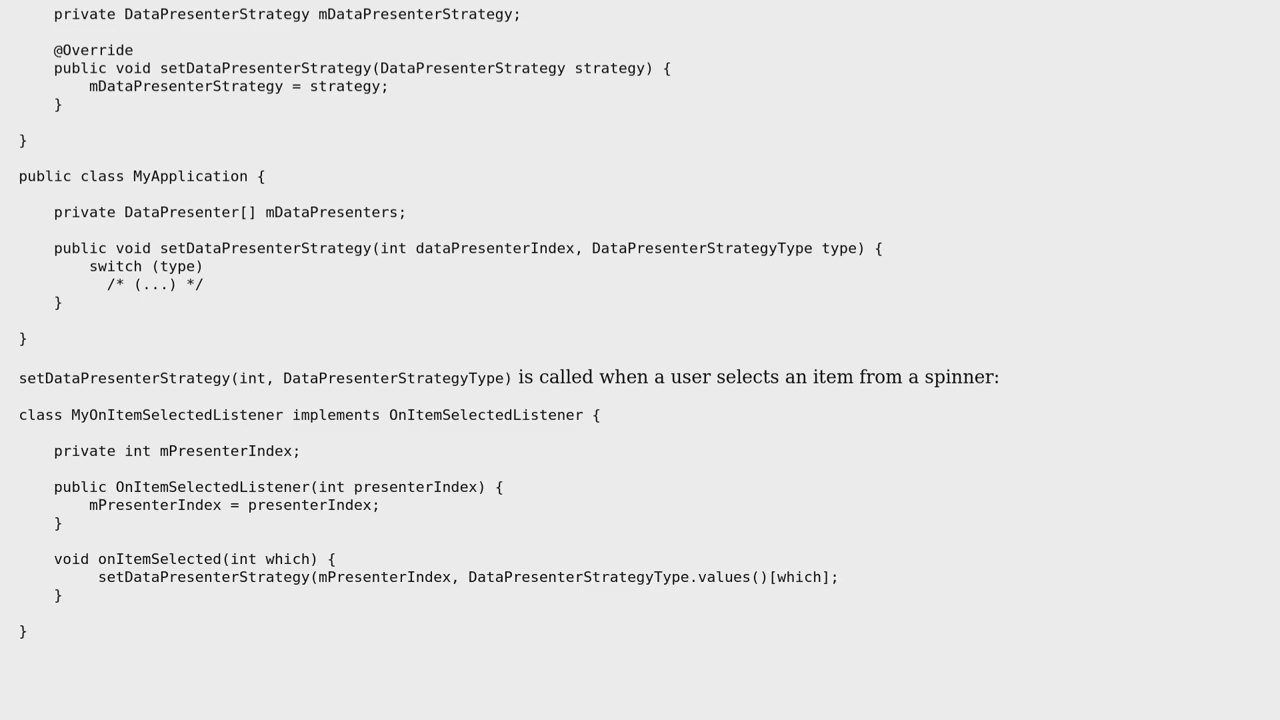 private DataPresenterStrategy mDataPresenterStrategy;
@Override
public void setDataPresenterStrategy(DataPresenterStrategy strategy) {
mDataPresenterStrategy = strategy;
}
}
public class MyApplication {
private DataPresenter[] mDataPresenters;
public void setDataPresenterStrategy(int dataPresenterIndex, DataPresenterStrategyType type) {
switch (type)
/* (...) */
}
}
setDataPresenterStrategy(int, DataPresenterStrategyType) is called when a user selects an item from a spinner:
class MyOnItemSelectedListener implements OnItemSelectedListener {
private int mPresenterIndex;
public OnItemSelectedListener(int presenterIndex) {
mPresenterIndex = presenterIndex;
}
void onItemSelected(int which) {
setDataPresenterStrategy(mPresenterIndex, DataPresenterStrategyType.values()[which];
}
}